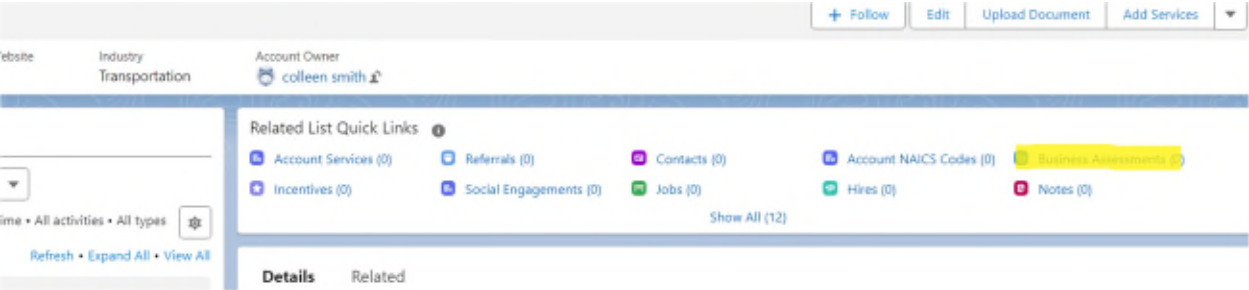 + Follow Edit Upload Document Add Services
Website Industry Account Owner
Transportation colleen smith
Related List Quick Links
Account Services (0) Referrals (0) Contacts (0) Account NAICS Codes (0) Business Assessments (0)
Incentives (0) Social Engagements (0) Jobs (0) Hires (0) Notes (0)
Show All (12)
ime • All activities • All types
Refresh • Expand All • View All
Details Related